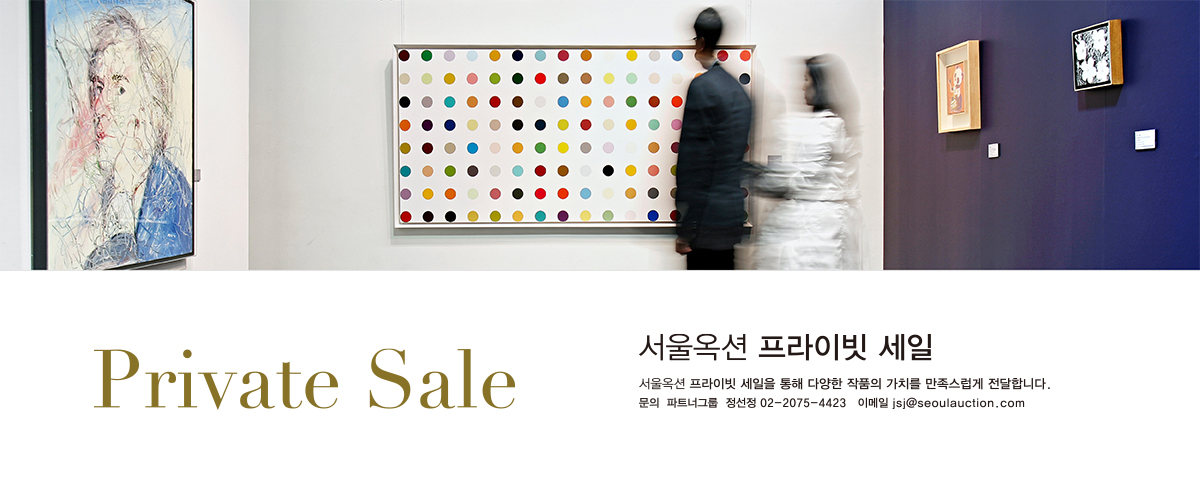 Private Sale
서울옥션 프라이빗 세일
서울옥션 프라이빗 세일을 통해 다양한 작품의 가치를 만족스럽게 전달합니다.
문의 파트너그룹 정선정 02-2075-4423 이메일 jsj@seoulauction.com